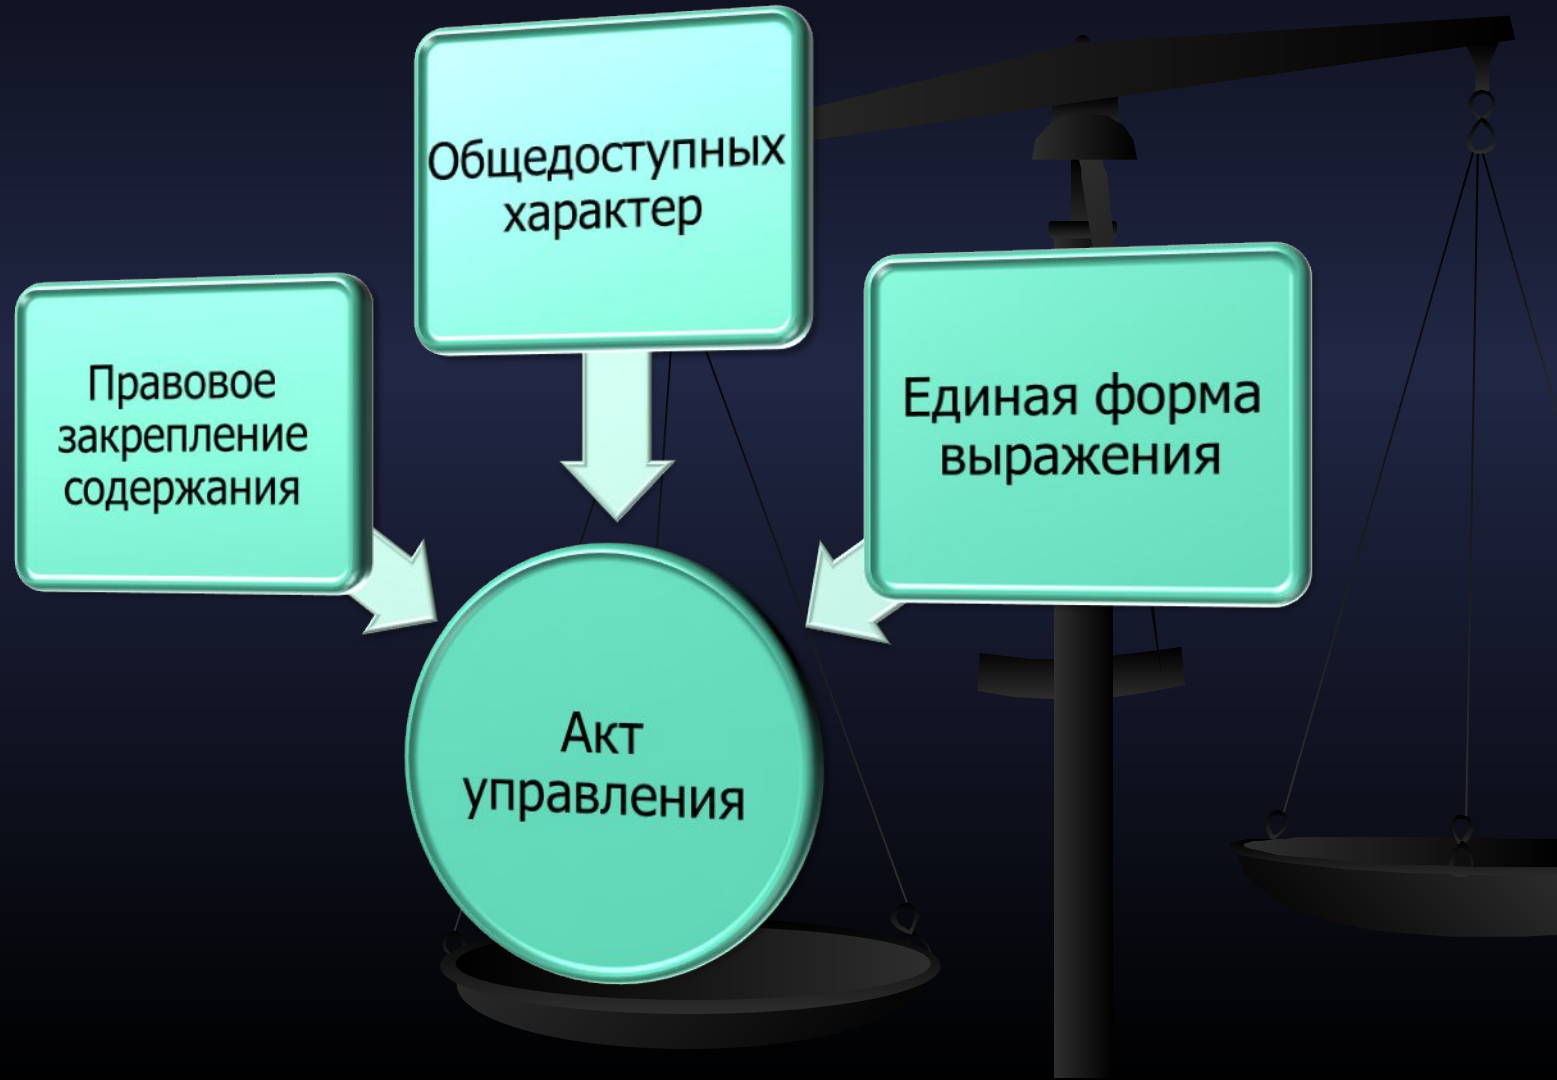 Общедоступных
характер
Правовое
закрепление
содержания
Единая форма
выражения
Акт
управления